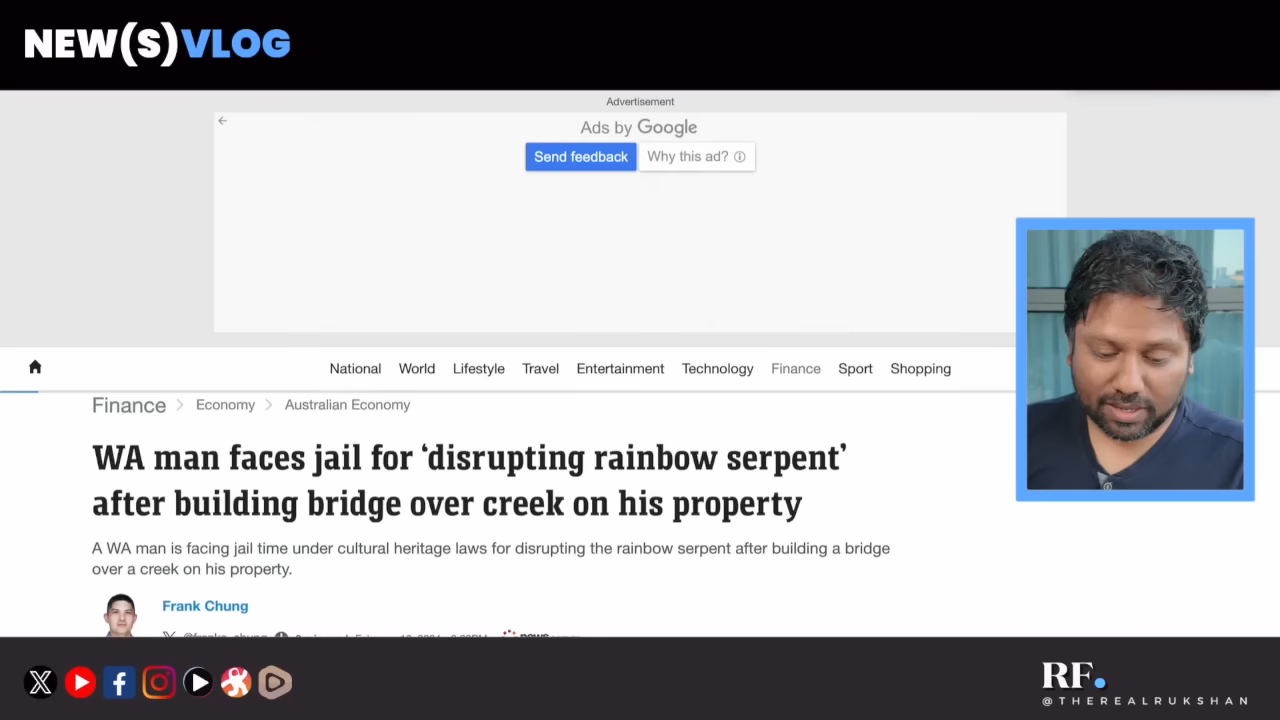 NEW(S)VLOG
Advertisement
Ads by Google
Send feedback
Why this ad?
National World Lifestyle Travel Entertainment Technology Finance Sport Shopping
Finance > Economy > Australian Economy
WA man faces jail for ‘disrupting rainbow serpent’
after building bridge over creek on his property
A WA man is facing jail time under cultural heritage laws for disrupting the rainbow serpent after building a bridge
over a creek on his property.
Frank Chung
RF.
@THEREALRUKSHAN